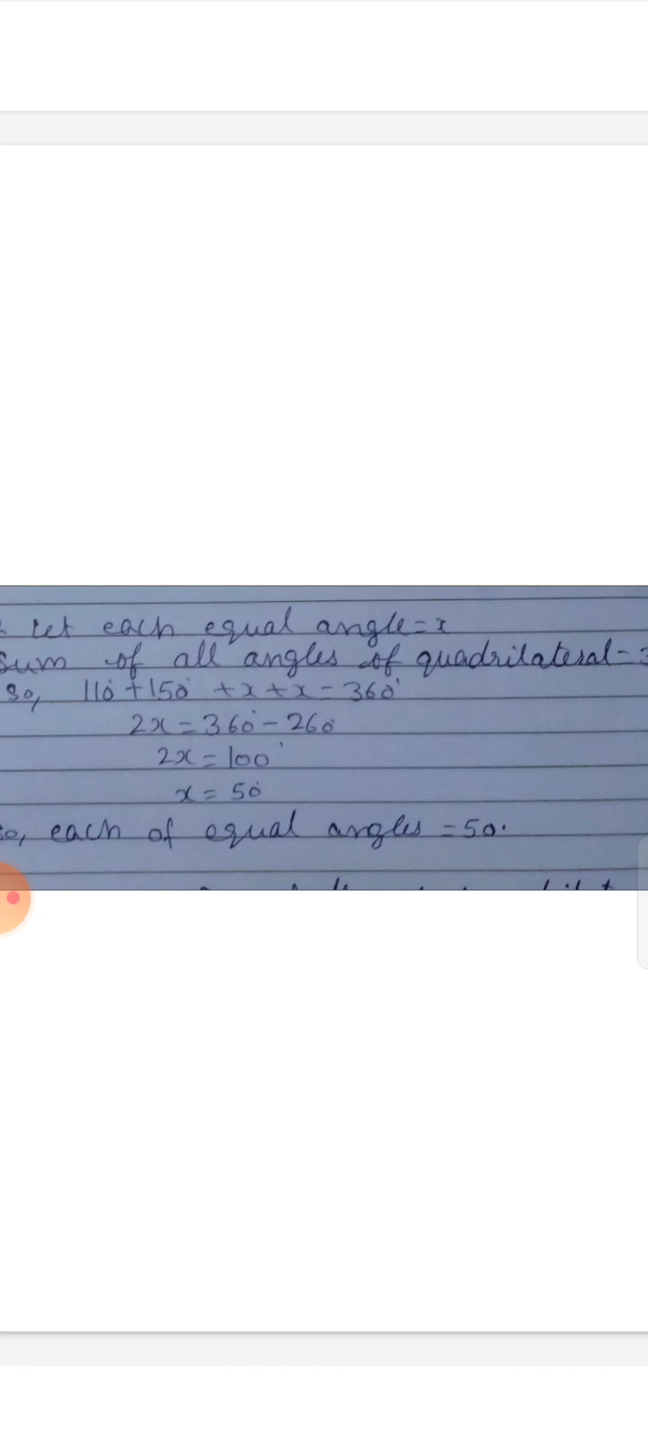 Let each equal angle = x
Sum of all angles of quadrilateral =
So, 110° + 150° + x + x = 360°
2x = 360° - 260°
2x = 100°
x = 50°
So, each of equal angles = 50°.